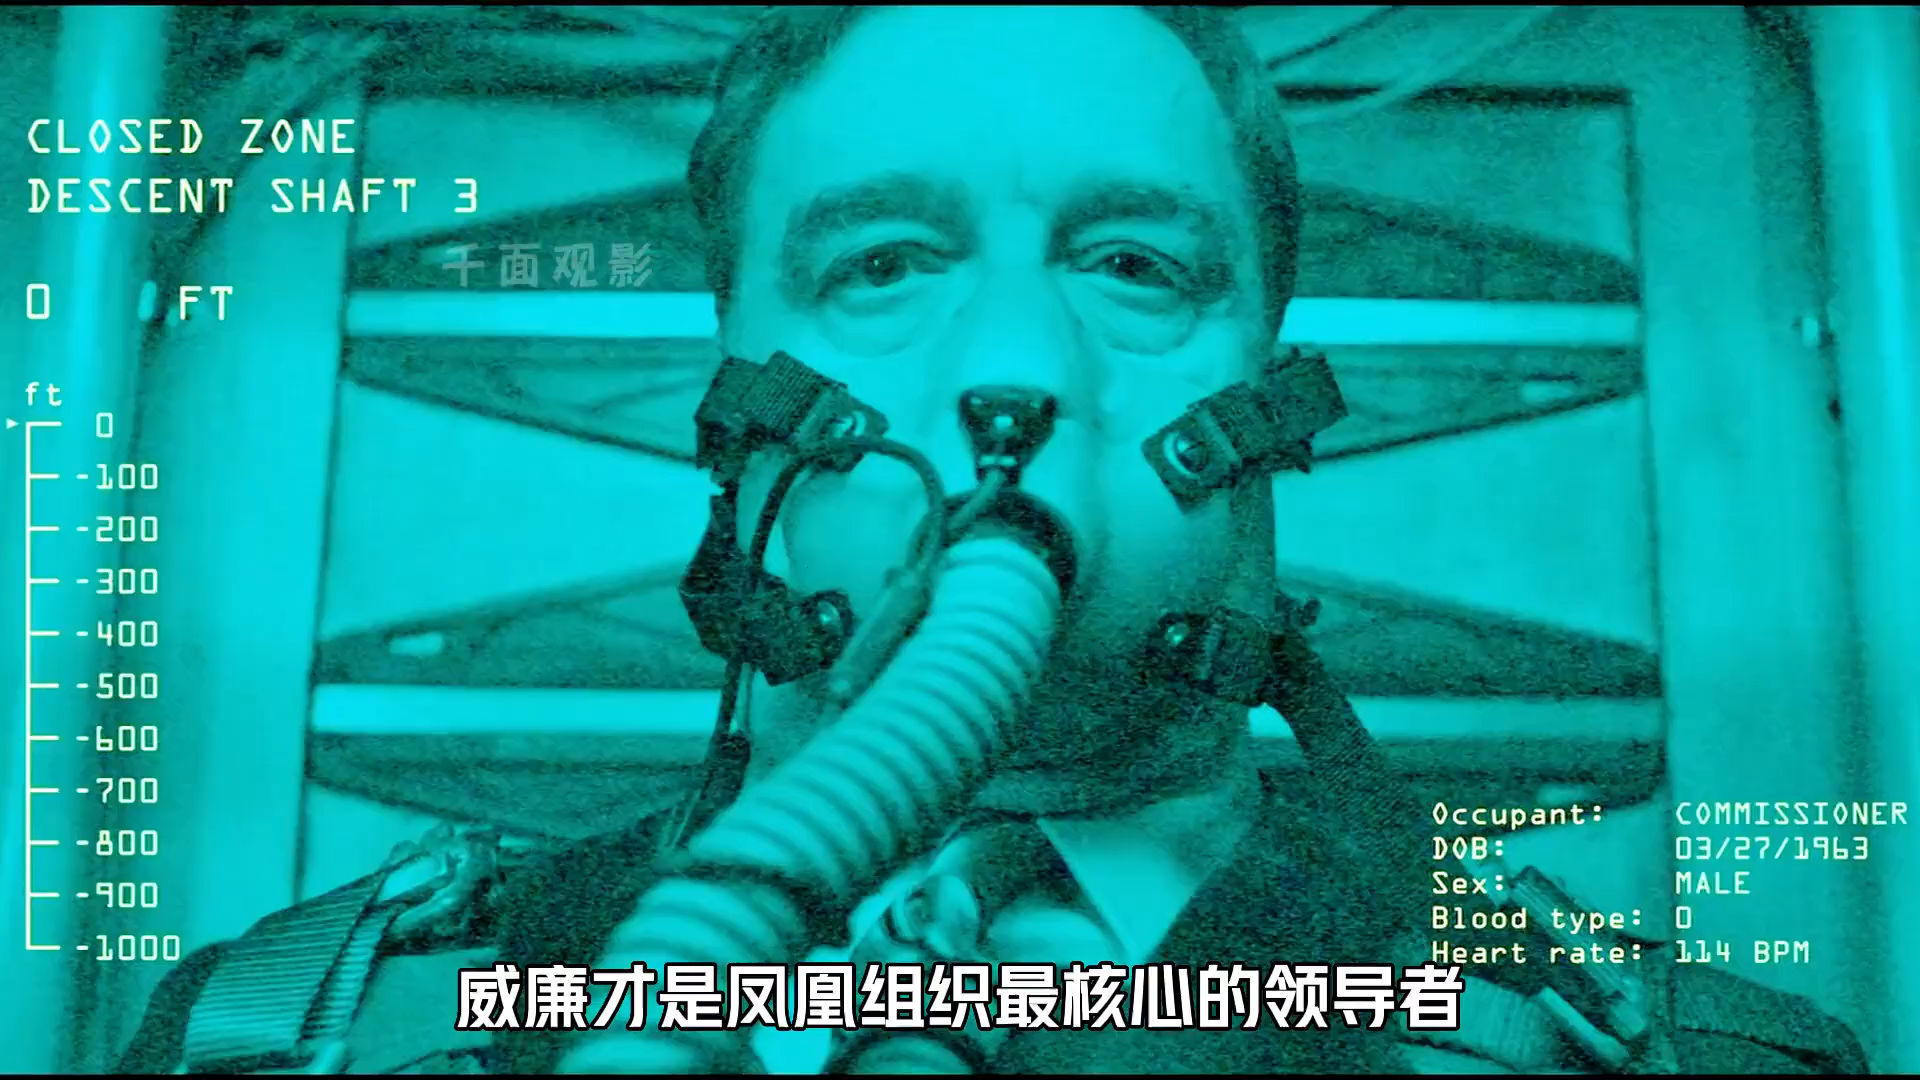 CLOSED ZONE
DESCENT SHAFT 3
千面观影
0 FT
ft
0
-100
-200
-300
-400
-500
-600
-700
-800
-900
-1000
Occupant: COMMISSIONER
DOB: 03/27/1963
Sex: MALE
Blood type: O
Heart rate: 114 BPM
威廉才是凤凰组织最核心的领导者